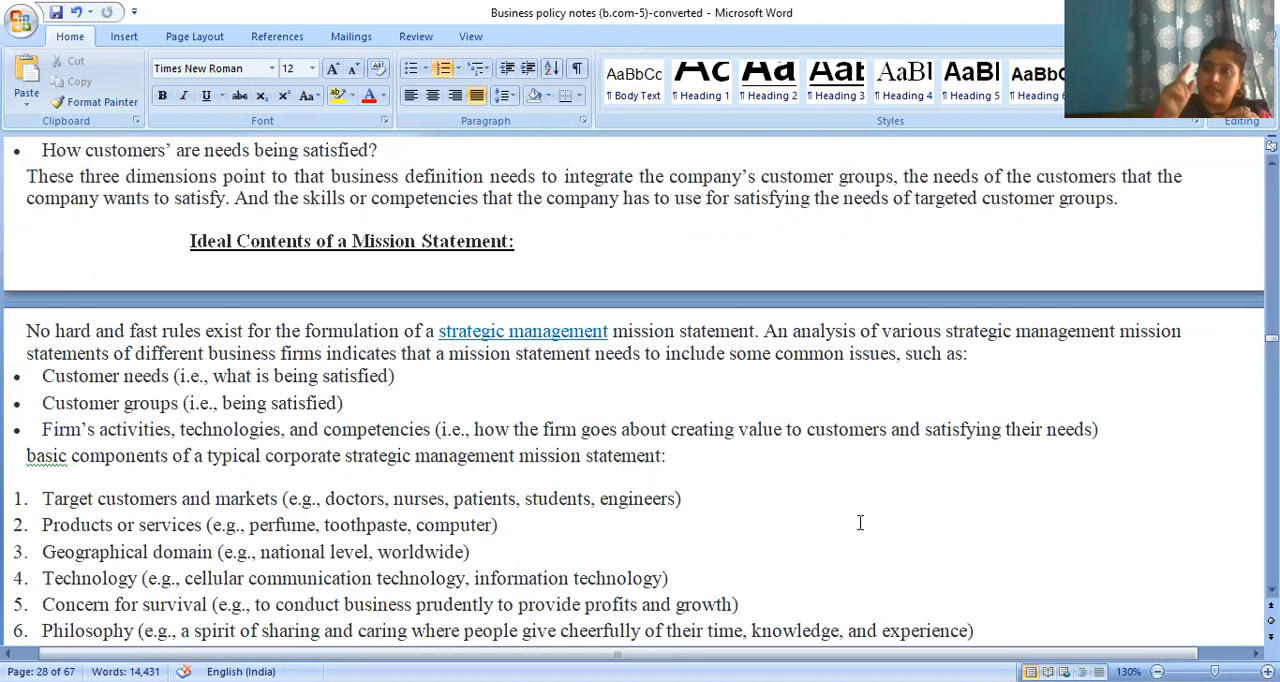 Business policy notes (b.com-5)-converted - Microsoft Word
Home Insert Page Layout References Mailings Review View
Paste
Cut
Copy
Format Painter
Clipboard
Times New Roman 12
Font
Paragraph
AaBbCc AaBbCc AaBbCc AaBbl AaBbl AaBbl AaBbC
¶ Body Text ¶ Heading 1 ¶ Heading 2 ¶ Heading 3 ¶ Heading 4 ¶ Heading 5 ¶ Heading 6
Styles
Editing
• How customers’ are needs being satisfied?
These three dimensions point to that business definition needs to integrate the company’s customer groups, the needs of the customers that the
company wants to satisfy. And the skills or competencies that the company has to use for satisfying the needs of targeted customer groups.
Ideal Contents of a Mission Statement:
No hard and fast rules exist for the formulation of a strategic management mission statement. An analysis of various strategic management mission
statements of different business firms indicates that a mission statement needs to include some common issues, such as:
• Customer needs (i.e., what is being satisfied)
• Customer groups (i.e., being satisfied)
• Firm’s activities, technologies, and competencies (i.e., how the firm goes about creating value to customers and satisfying their needs)
basic components of a typical corporate strategic management mission statement:
1. Target customers and markets (e.g., doctors, nurses, patients, students, engineers)
2. Products or services (e.g., perfume, toothpaste, computer)
3. Geographical domain (e.g., national level, worldwide)
4. Technology (e.g., cellular communication technology, information technology)
5. Concern for survival (e.g., to conduct business prudently to provide profits and growth)
6. Philosophy (e.g., a spirit of sharing and caring where people give cheerfully of their time, knowledge, and experience)
Page: 28 of 67 Words: 14,431 English (India) 130%